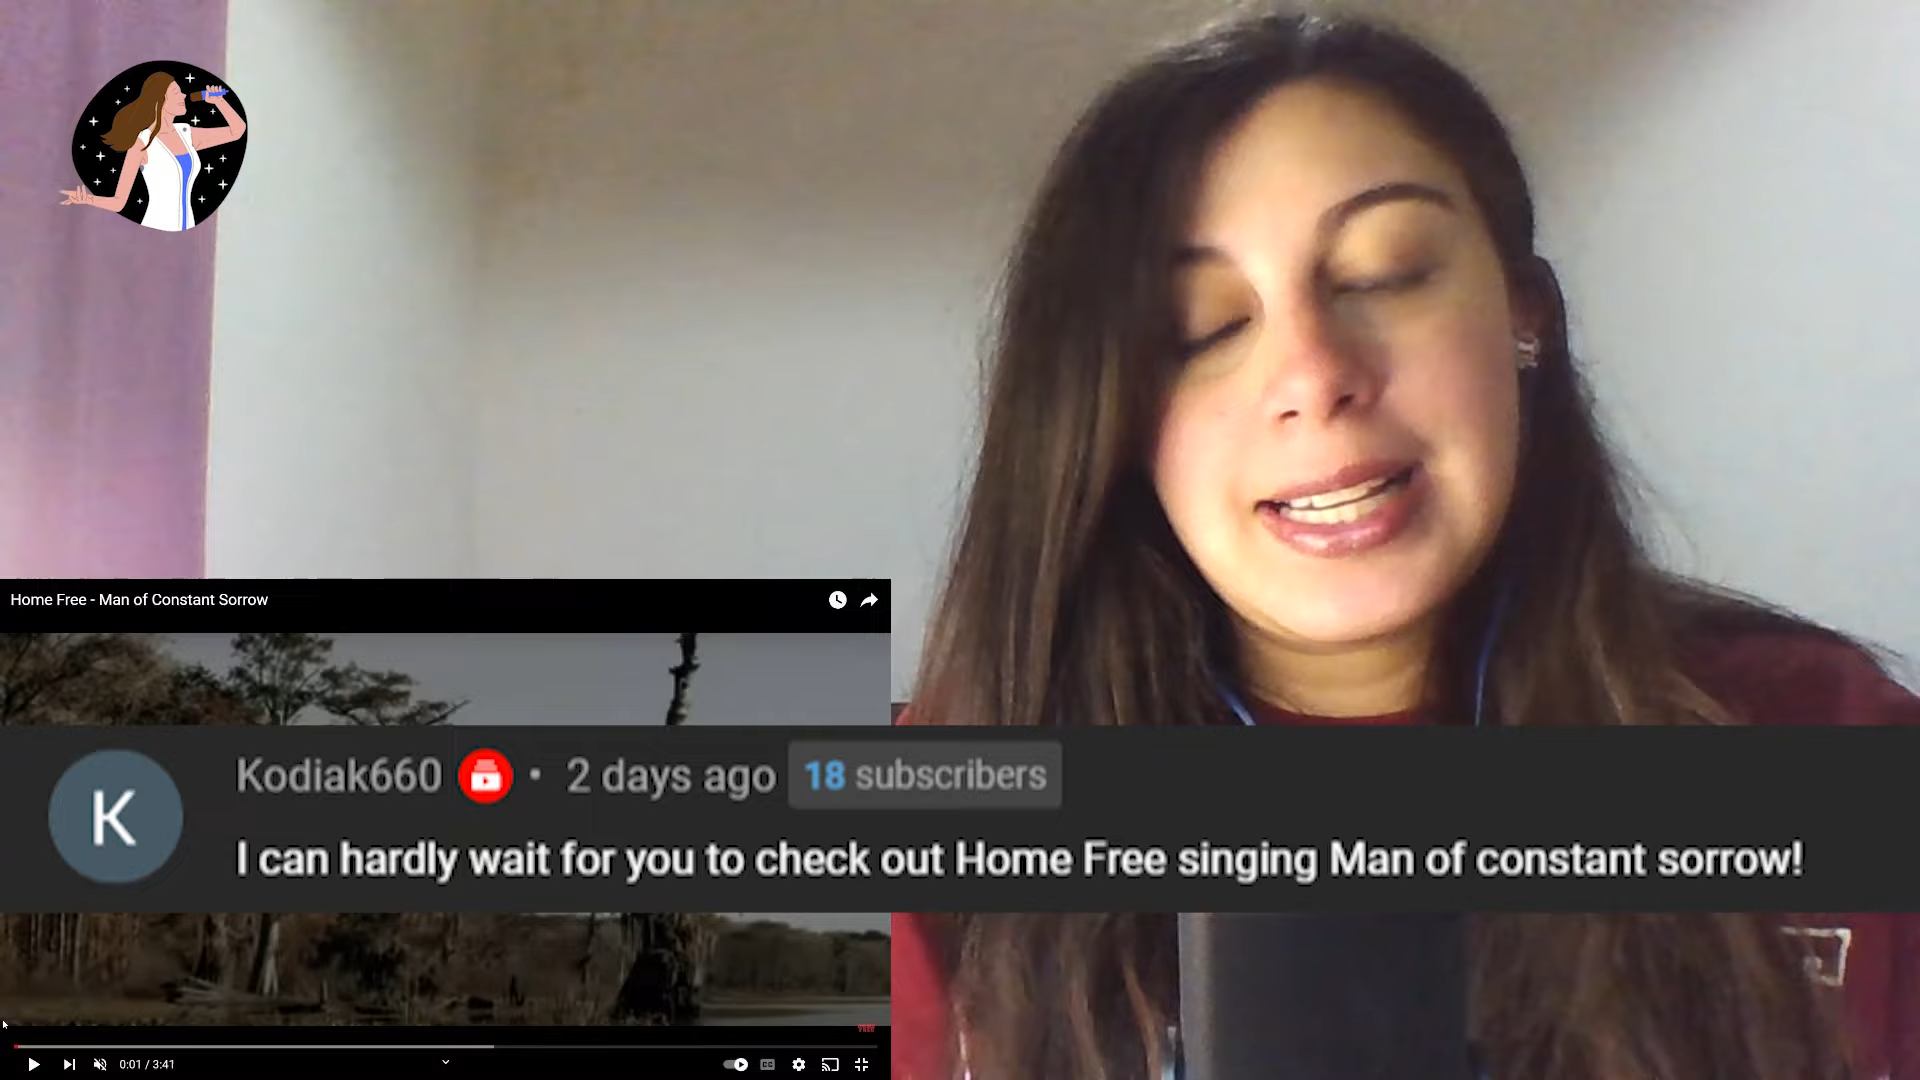 Home Free - Man of Constant Sorrow
K
Kodiak660 • 2 days ago 18 subscribers
I can hardly wait for you to check out Home Free singing Man of constant sorrow!
0:01 / 3:41